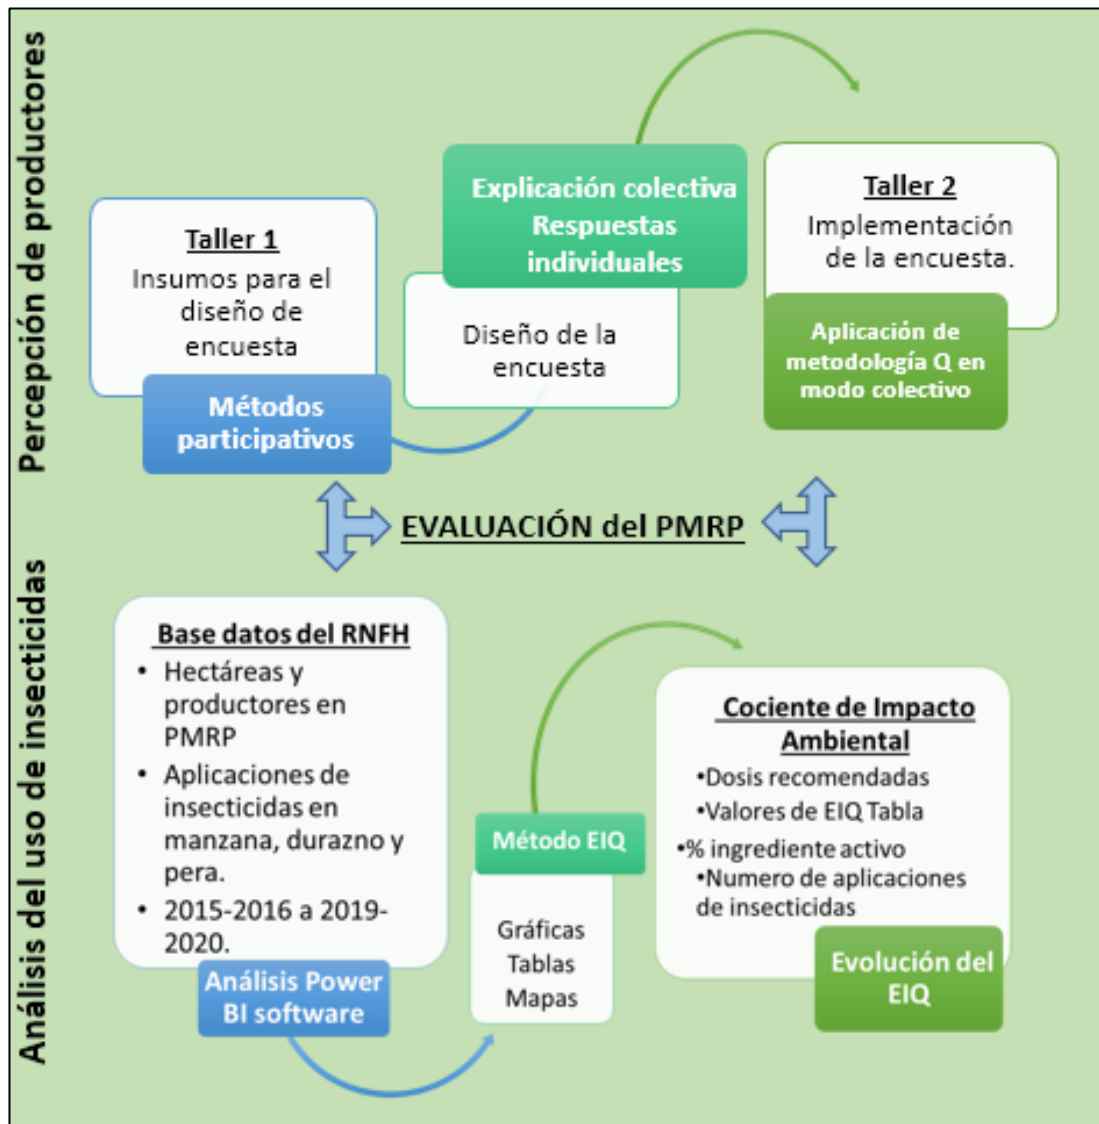 Percepción de productores
Taller 1
Insumos para el
diseño de
encuesta
Métodos
participativos
Explicación colectiva
Respuestas
individuales
Diseño de la
encuesta
Taller 2
Implementación
de la encuesta.
Aplicación de
metodología Q en
modo colectivo
EVALUACIÓN del PMRP
Análisis del uso de insecticidas
Base datos del RNFH
• Hectáreas y
productores en
PMRP
• Aplicaciones de
insecticidas en
manzana, durazno y
pera.
• 2015-2016 a 2019-
2020.
Análisis Power
BI software
Método EIQ
Gráficas
Tablas
Mapas
Cociente de Impacto
Ambiental
•Dosis recomendadas
•Valores de EIQ Tabla
•% ingrediente activo
•Numero de aplicaciones
de insecticidas
Evolución del
EIQ